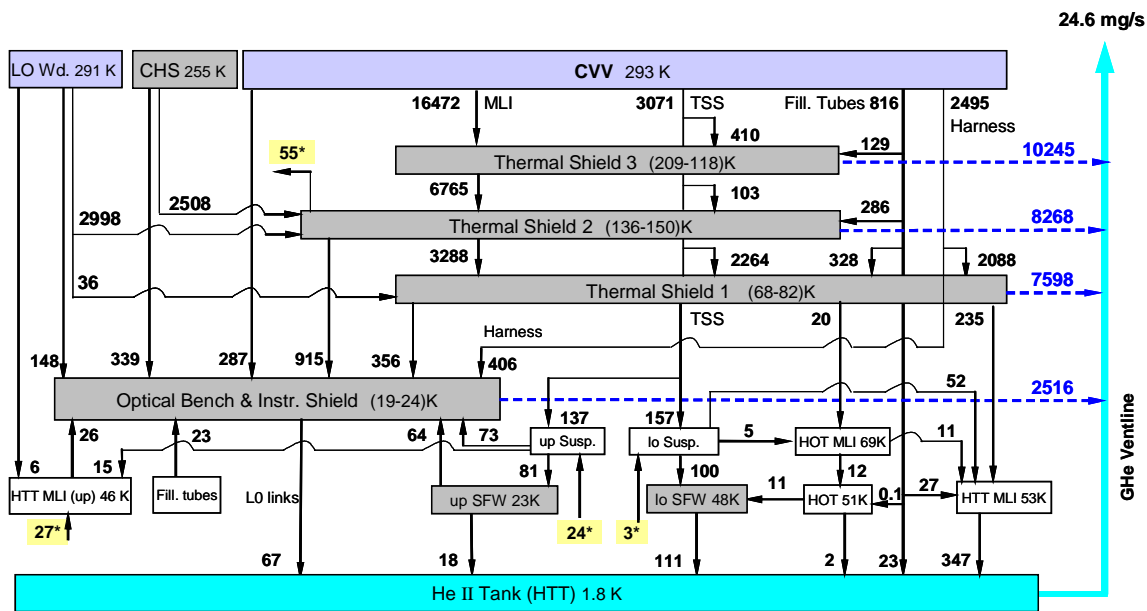 24.6 mg/s
LO Wd. 291 K
CHS 255 K
CVV 293 K
16472 MLI
3071 TSS
Fill. Tubes 816
2495
Harness
410
129
10245
55*
Thermal Shield 3 (209-118)K
6765
103
2998
2508
286
8268
Thermal Shield 2 (136-150)K
3288
2264
328
2088
7598
36
Thermal Shield 1 (68-82)K
Harness
TSS
20
235
148
339
287
915
356
406
52
2516
Optical Bench & Instr. Shield (19-24)K
26
23
64
73
137
up Susp.
157
lo Susp.
5
HOT MLI 69K
11
6
15
81
100
12
HTT MLI (up) 46 K
Fill. tubes
L0 links
up SFW 23K
lo SFW 48K
11
HOT 51K
0.1
27
HTT MLI 53K
27*
24*
3*
67
18
111
2
23
347
He II Tank (HTT) 1.8 K
GHe Ventline